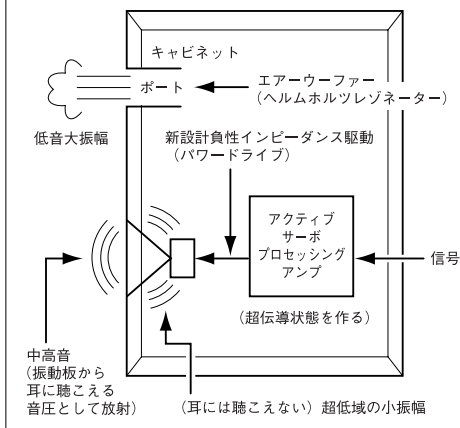 キャビネット
ポート
エアーウーファー
（ヘルムホルツレゾネーター）
低音大振幅
新設計負性インピーダンス駆動
（パワードライブ）
アクティブ
サーボ
プロセッシング
アンプ
信号
（超伝導状態を作る）
中高音
（振動板から
耳に聴こえる
音圧として放射）
（耳には聴こえない）超低域の小振幅